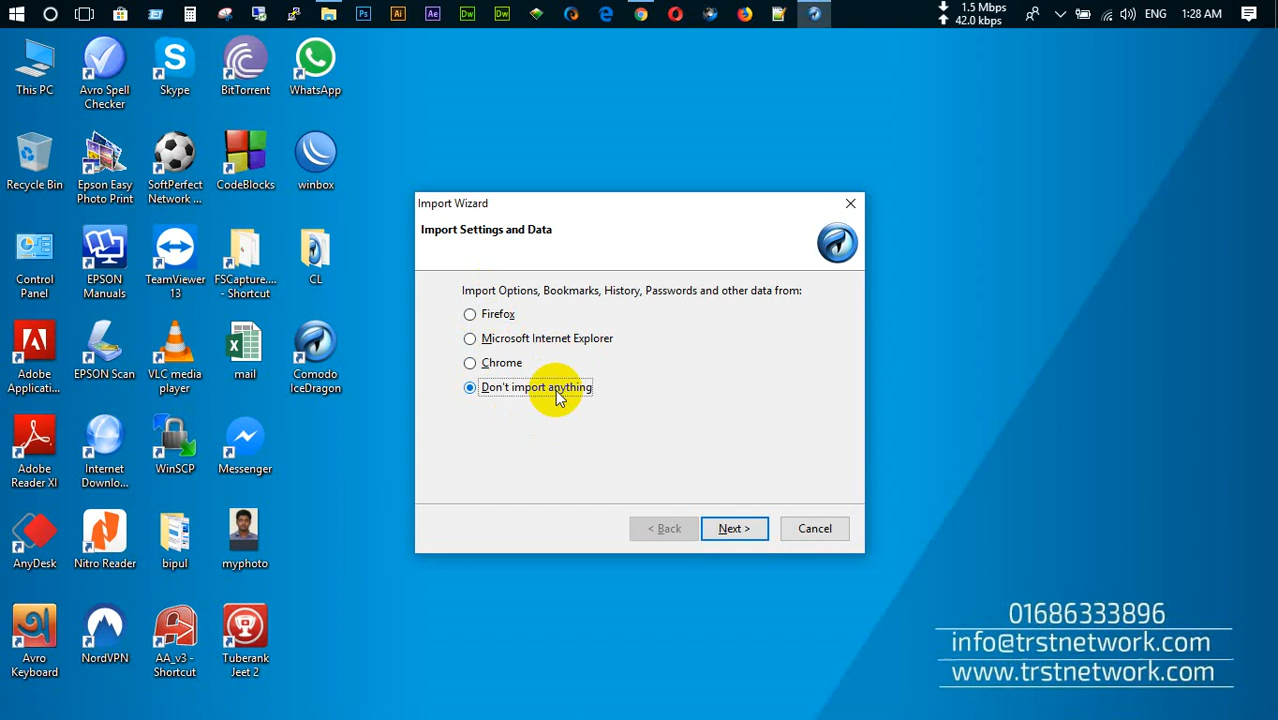 Ps
Ai
Ae
Dw
Dw
1.5 Mbps
42.0 kbps
ENG
1:28 AM
This PC
Avro Spell
Checker
Skype
BitTorrent
WhatsApp
Recycle Bin
Epson Easy
Photo Print
SoftPerfect
Network ...
CodeBlocks
winbox
Control
Panel
EPSON
Manuals
TeamViewer
13
FSCapture....
- Shortcut
CL
Adobe
Applicati...
EPSON Scan
VLC media
player
mail
Comodo
IceDragon
Adobe
Reader XI
Internet
Downlo...
WinSCP
Messenger
AnyDesk
Nitro Reader
bipul
myphoto
Avro
Keyboard
NordVPN
AA_v3 -
Shortcut
Tuberank
Jeet 2
Import Wizard
Import Settings and Data
Import Options, Bookmarks, History, Passwords and other data from:
Firefox
Microsoft Internet Explorer
Chrome
Don't import anything
< Back
Next >
Cancel
01686333896
info@trstnetwork.com
www.trstnetwork.com